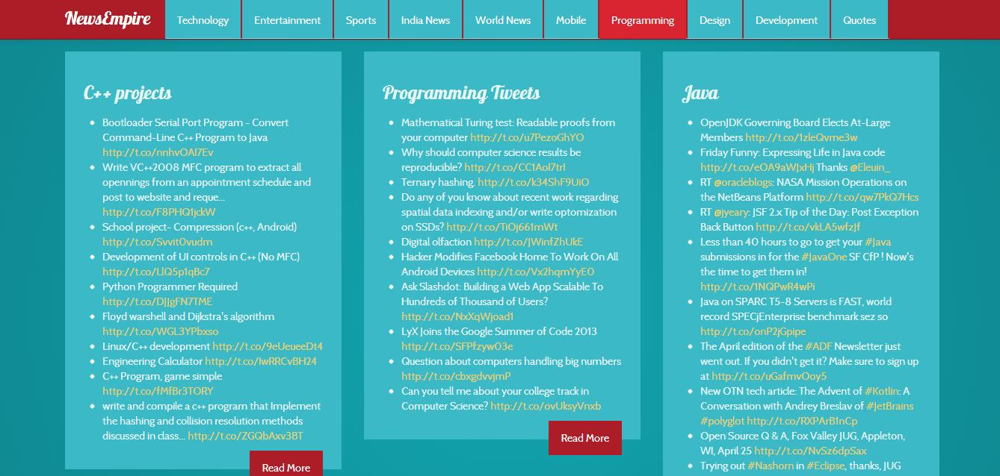 NewsEmpire
Technology
Entertainment
Sports
India News
World News
Mobile
Programming
Design
Development
Quotes
C++ projects
Bootloader Serial Port Program - Convert
Command-Line C++ Program to Java
http://t.co/nnhvOAl7Ev
Write VC++2008 MFC program to extract all
opennings from an appointment schedule and
post to website and reque...
http://t.co/F8PHQ1jckW
School project- Compression (c++, Android)
http://t.co/Svvit0vudm
Development of UI controls in C++ (No MFC)
http://t.co/LlQ5p1qBc7
Python Programmer Required
http://t.co/DJJgFN7TME
Floyd warshell and Dijkstra's algorithm
http://t.co/WGL3YPbxso
Linux/C++ development http://t.co/9eUeueeDt4
Engineering Calculator http://t.co/IwRRCvBH24
C++ Program, game simple
http://t.co/fMfBr3TORY
write and compile a c++ program that Implement
the hashing and collision resolution methods
discussed in class... http://t.co/ZGQbAxv3BT
Read More
Programming Tweets
Mathematical Turing test: Readable proofs from
your computer http://t.co/u7PezoGhYO
Why should computer science results be
reproducible? http://t.co/CC1AoI7trI
Ternary hashing. http://t.co/k34ShF9UiO
Do any of you know about recent work regarding
spatial data indexing and/or write optomization
on SSDs? http://t.co/TiOj661mWt
Digital olfaction http://t.co/JWinfZhUkE
Hacker Modifies Facebook Home To Work On All
Android Devices http://t.co/Vx2hqmYyE0
Ask Slashdot: Building a Web App Scalable To
Hundreds of Thousand of Users?
http://t.co/NxXqWjoad1
LyX Joins the Google Summer of Code 2013
http://t.co/SFPfzyw03e
Question about computers handling big numbers
http://t.co/cbxgdvvjmP
Can you tell me about your college track in
Computer Science? http://t.co/ovUksyVnxb
Read More
Java
OpenJDK Governing Board Elects At-Large
Members http://t.co/1zleQvme3w
Friday Funny: Expressing Life in Java code
http://t.co/eOA9aWJxHj Thanks @Eleuin_
RT @oracleblogs: NASA Mission Operations on
the NetBeans Platform http://t.co/qw7PkQ7Hcs
RT @jyeary: JSF 2.x Tip of the Day: Post Exception
Back Button http://t.co/vkLA5wfzJf
Less than 40 hours to go to get your #Java
submissions in for the #JavaOne SF CfP ! Now's
the time to get them in!
http://t.co/1NQPwR4wPi
Java on SPARC T5-8 Servers is FAST, world
record SPECjEnterprise benchmark sez so
http://t.co/onP2jGpipe
The April edition of the #ADF Newsletter just
went out. If you didn't get it? Make sure to sign up
at http://t.co/uGafmvOoy5
New OTN tech article: The Advent of #Kotlin: A
Conversation with Andrey Breslav of #JetBrains
#polyglot http://t.co/RXPArB1nCp
Open Source Q & A, Fox Valley JUG, Appleton,
WI, April 25 http://t.co/NvSz6dpSax
Trying out #Nashorn in #Eclipse, thanks, JUG